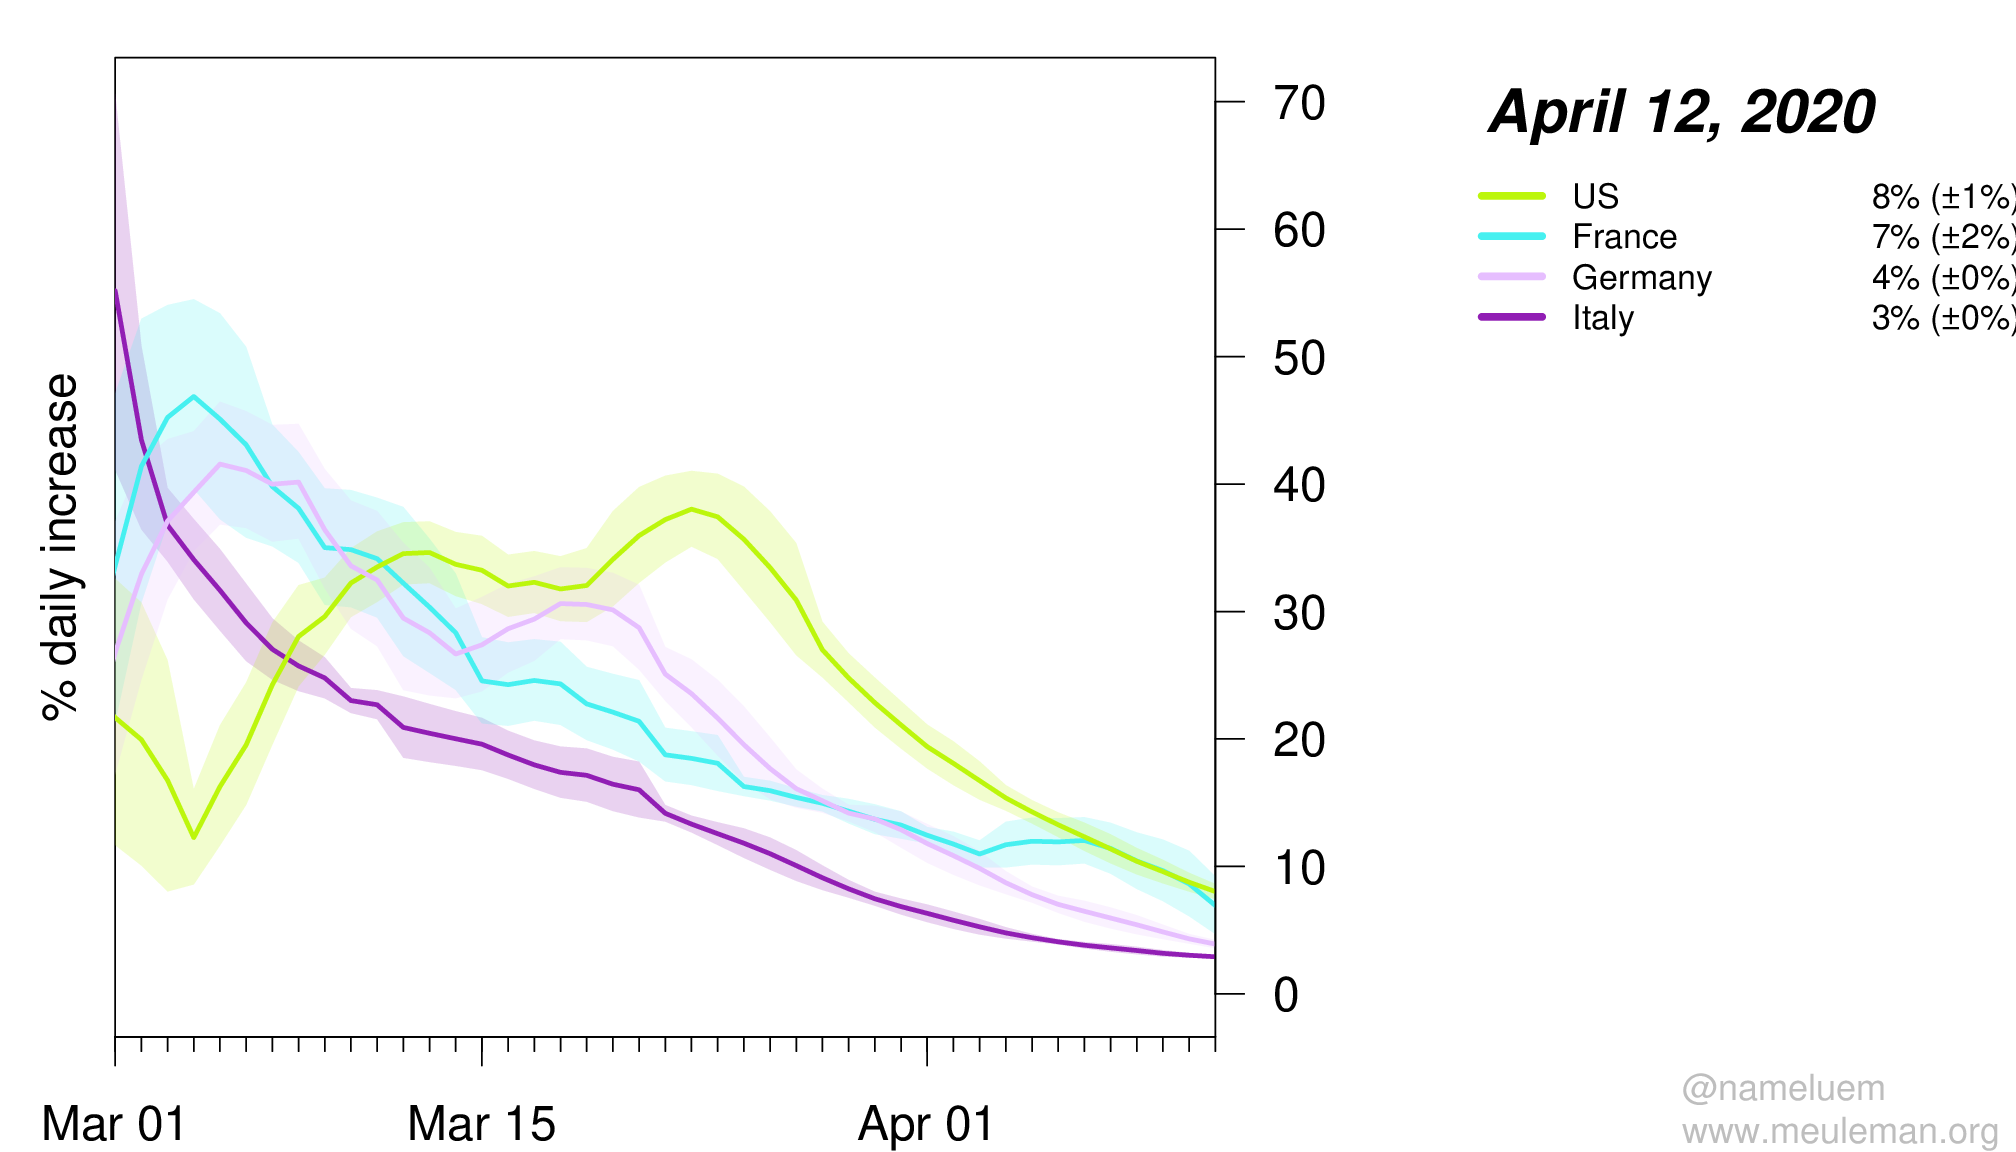 April 12, 2020
US 8% (±1%)
France 7% (±2%)
Germany 4% (±0%)
Italy 3% (±0%)
% daily increase
70
60
50
40
30
20
10
0
Mar 01 Mar 15 Apr 01
@nameluem
www.meuleman.org